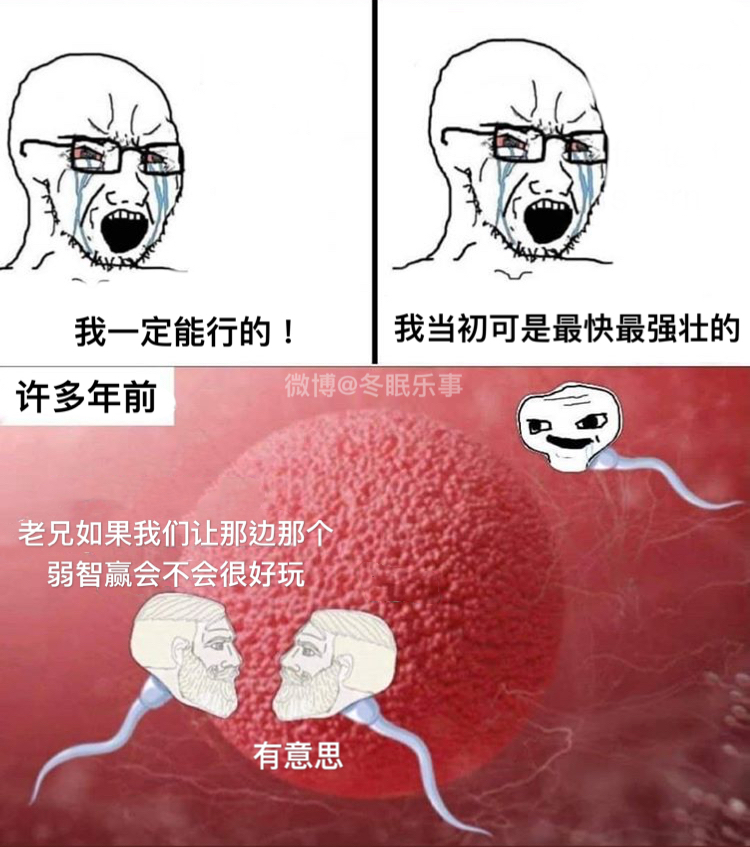 我一定能行的！
我当初可是最快最强壮的
许多年前
微博@冬眠乐事
老兄如果我们让那边那个
弱智赢会不会很好玩
有意思